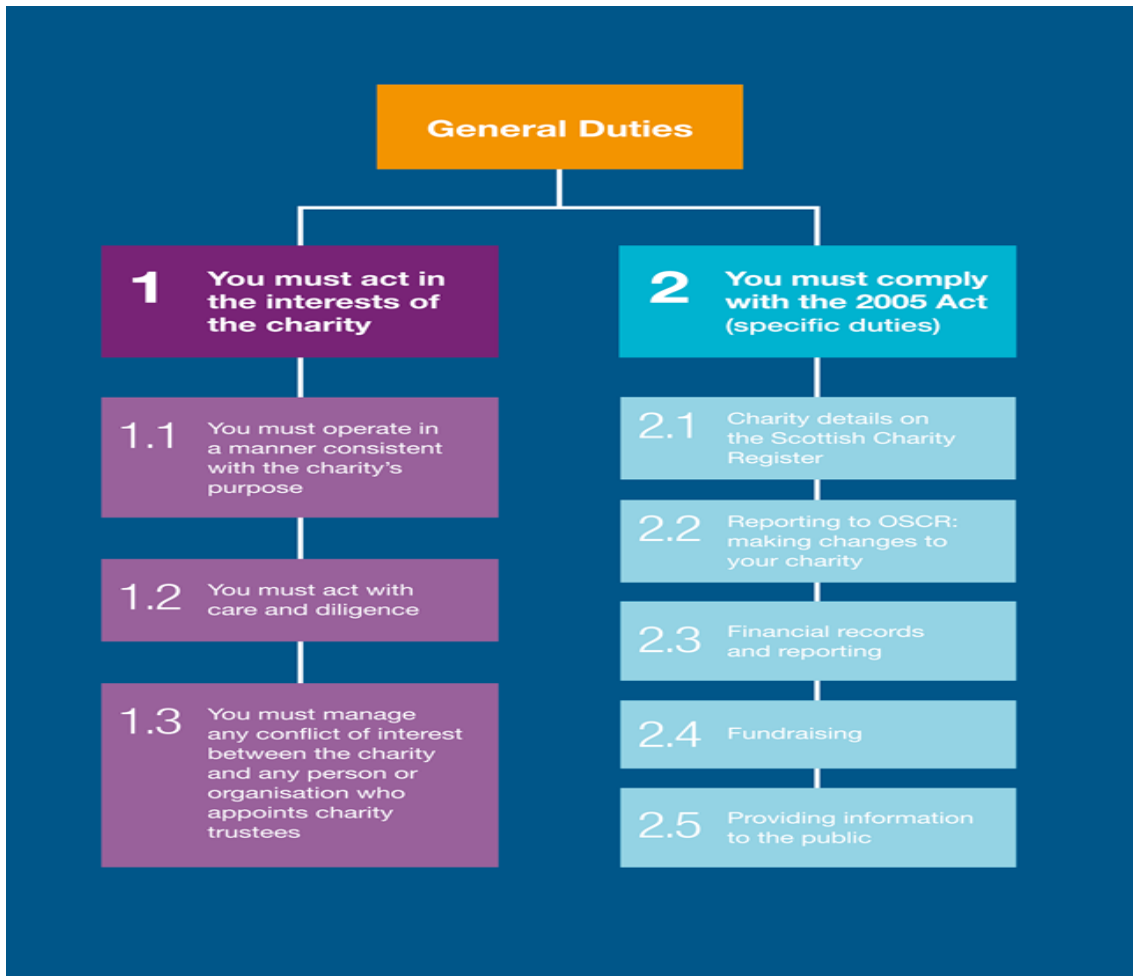 General Duties
1
You must act in
the interests of
the charity
1.1
You must operate in
a manner consistent
with the charity's
purpose
1.2
You must act with
care and diligence
1.3
You must manage
any conflict of interest
between the charity
and any person or
organisation who
appoints charity
trustees
2
You must comply
with the 2005 Act
(specific duties)
2.1
Charity details on
the Scottish Charity
Register
2.2
Reporting to OSCR:
making changes to
your charity
2.3
Financial records
and reporting
2.4
Fundraising
2.5
Providing information
to the public